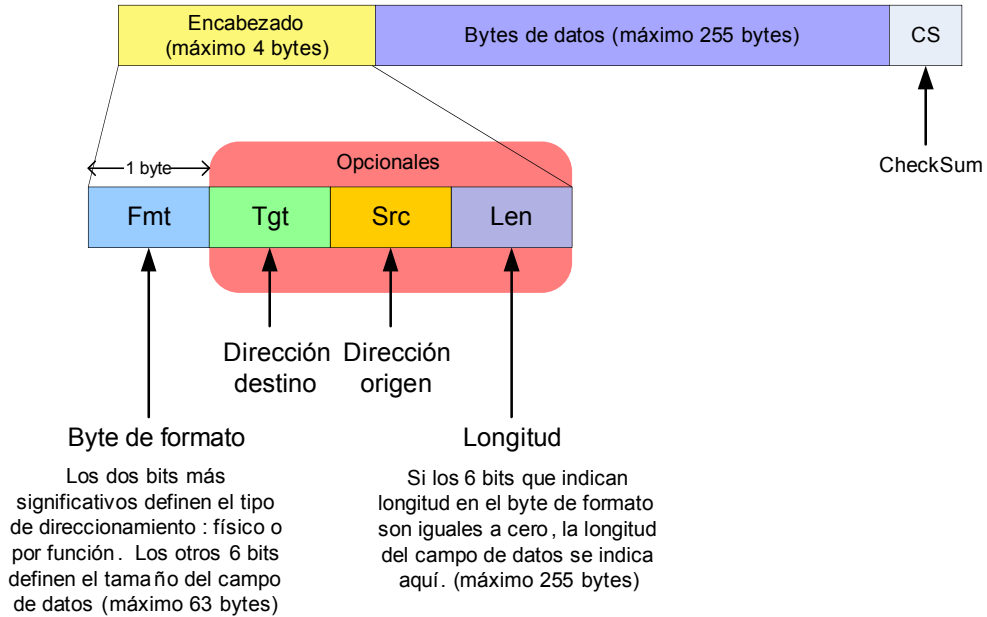 Encabezado
(máximo 4 bytes)
Bytes de datos (máximo 255 bytes)
CS
CheckSum
1 byte
Opcionales
Fmt
Tgt
Src
Len
Dirección
destino
Dirección
origen
Byte de formato
Los dos bits más
significativos definen el tipo
de direccionamiento : físico o
por función. Los otros 6 bits
definen el tamaño del campo
de datos (máximo 63 bytes)
Longitud
Si los 6 bits que indican
longitud en el byte de formato
son iguales a cero, la longitud
del campo de datos se indica
aquí. (máximo 255 bytes)